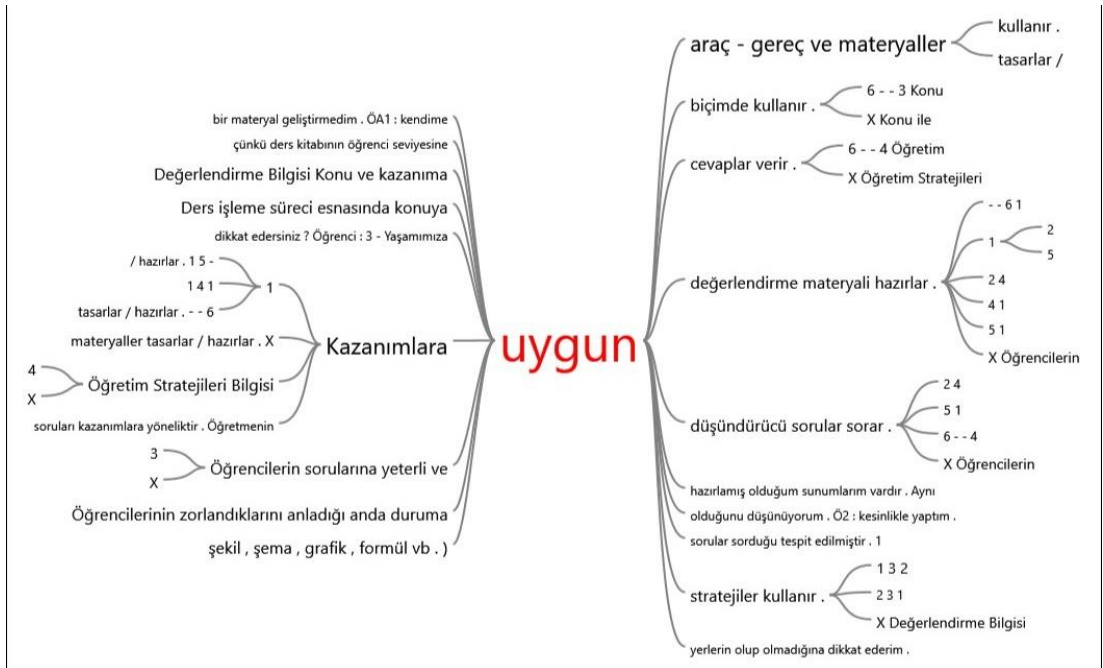 bir materyal geliştirmedim . ÖA1 : kendime
çünkü ders kitabının öğrenci seviyesine
Değerlendirme Bilgisi Konu ve kazanıma
Ders işleme süreci esnasında konuya
dikkat edersiniz ? Öğrenci : 3 - Yaşamımıza
/ hazırlar . 1 5 -
1 4 1
tasarlar / hazırlar . - - 6
1
materyaller tasarlar / hazırlar . X
4
X
Öğretim Stratejileri Bilgisi
soruları kazanımlara yöneliktir . Öğretmenin
Kazanımlara
3
X
Öğrencilerin sorularına yeterli ve
Öğrencilerinin zorlandıklarını anladığı anda duruma
şekil , şema , grafik , formül vb . )
uygun
araç - gereç ve materyaller
kullanır .
tasarlar /
biçimde kullanır .
6 - - 3 Konu
X Konu ile
cevaplar verir .
6 - - 4 Öğretim
X Öğretim Stratejileri
değerlendirme materyali hazırlar .
- - 6 1
1
2
5
2 4
4 1
5 1
X Öğrencilerin
düşündürücü sorular sorar .
2 4
5 1
6 - - 4
X Öğrencilerin
hazırlamış olduğum sunumlarım vardır . Aynı
olduğunu düşünüyorum . Ö2 : kesinlikle yaptım .
sorular sorduğu tespit edilmiştir . 1
stratejiler kullanır .
1 3 2
2 3 1
X Değerlendirme Bilgisi
yerlerin olup olmadığına dikkat ederim .